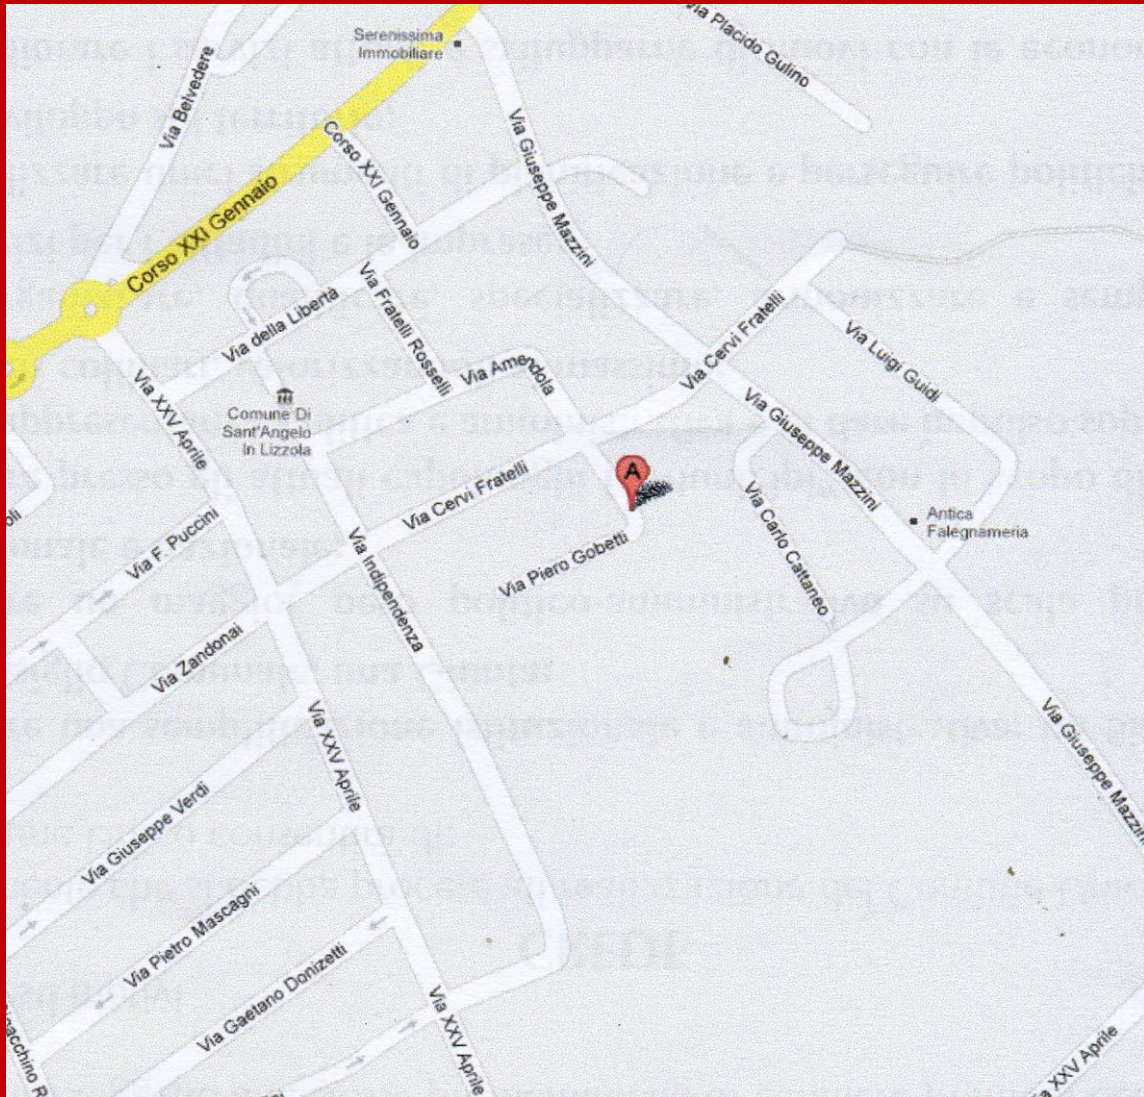 Serenissima
Immobiliare
Via Placido Gulino
Via Belvedere
Via Giuseppe Mazzini
Corso XXI Gennaio
Corso XXI Gennaio
Via della Libertà
Via Fratelli Rosselli
Via Amendola
Via Cervi Fratelli
Via Luigi Guidi
Via XXV Aprile
Comune Di
Sant'Angelo
In Lizzola
Via Giuseppe Mazzini
Via Cervi Fratelli
A
Via F. Puccini
Via Indipendenza
Via Piero Gobetti
Via Carlo Cattaneo
Antica
Falegnameria
Via Zandonai
Via XXV Aprile
Via Giuseppe Mazzini
Via Giuseppe Verdi
Via Pietro Mascagni
Via Gaetano Donizetti
Via XXV Aprile
Via XXV Aprile